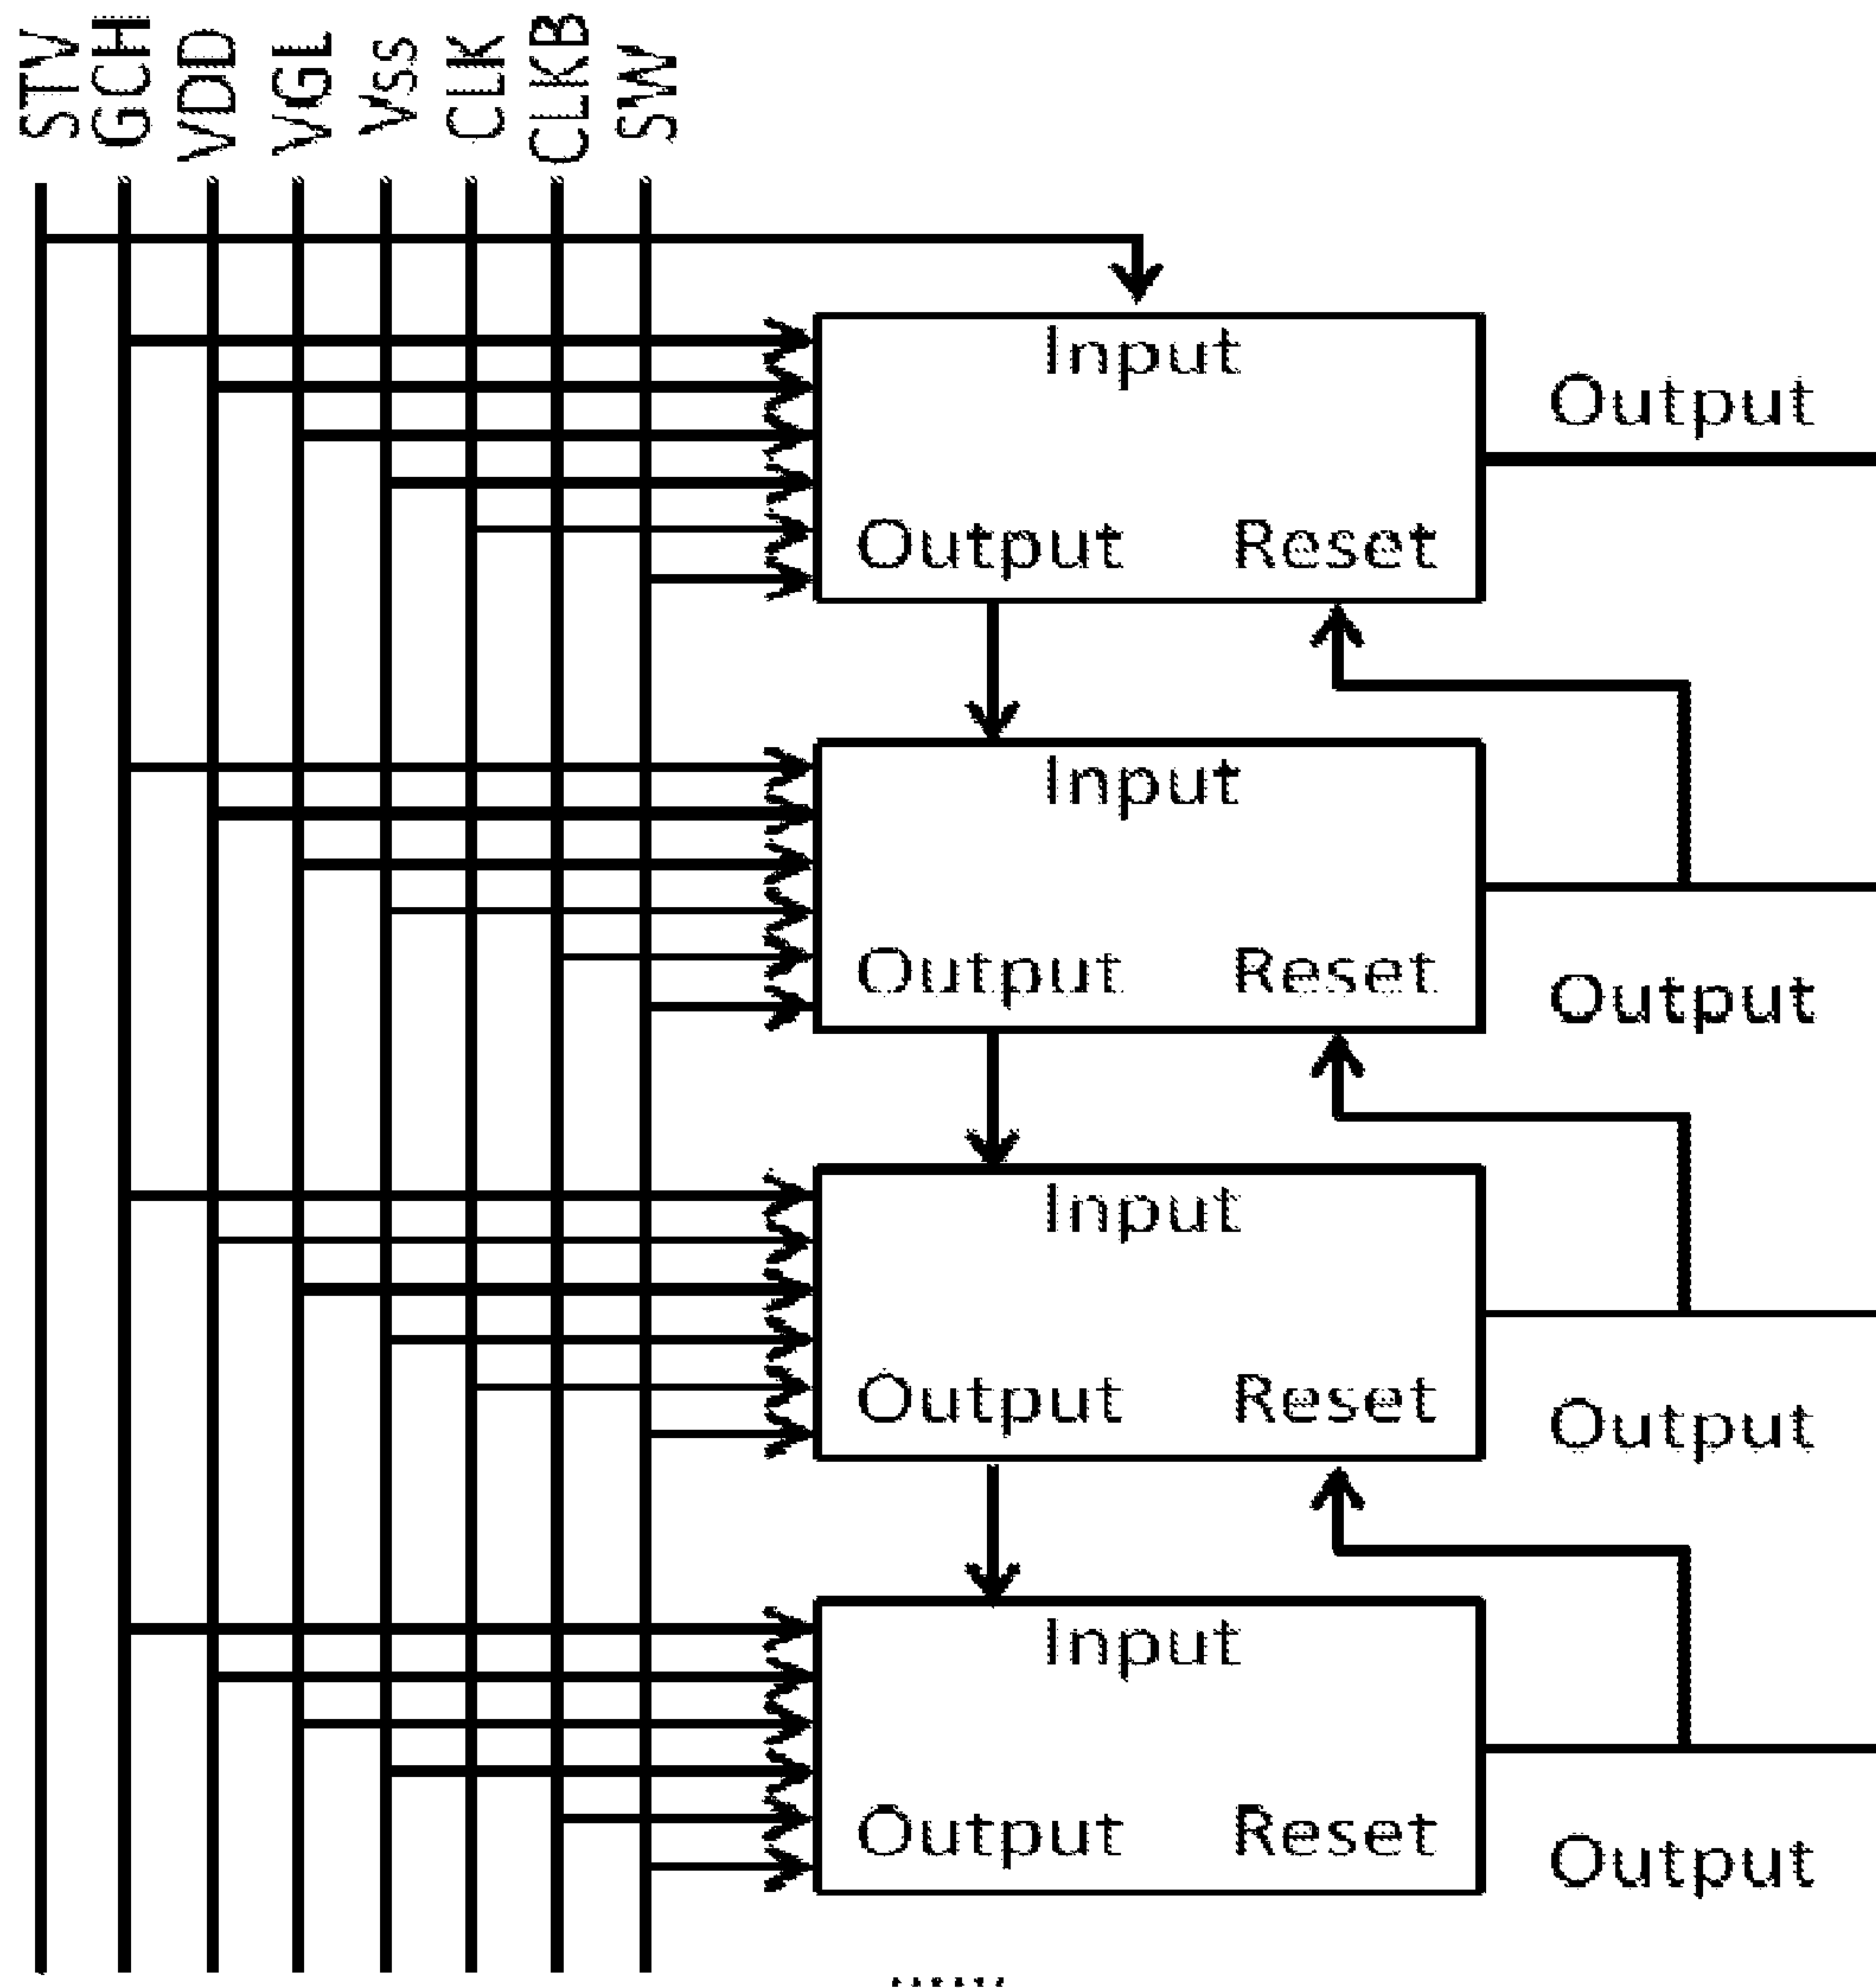 STV
GCH
VDD
VGL
Vss
CLK
CLKB
SW
Input
Output
Output Reset
Input
Output Reset
Output
Input
Output Reset
Output
Input
Output Reset
Output